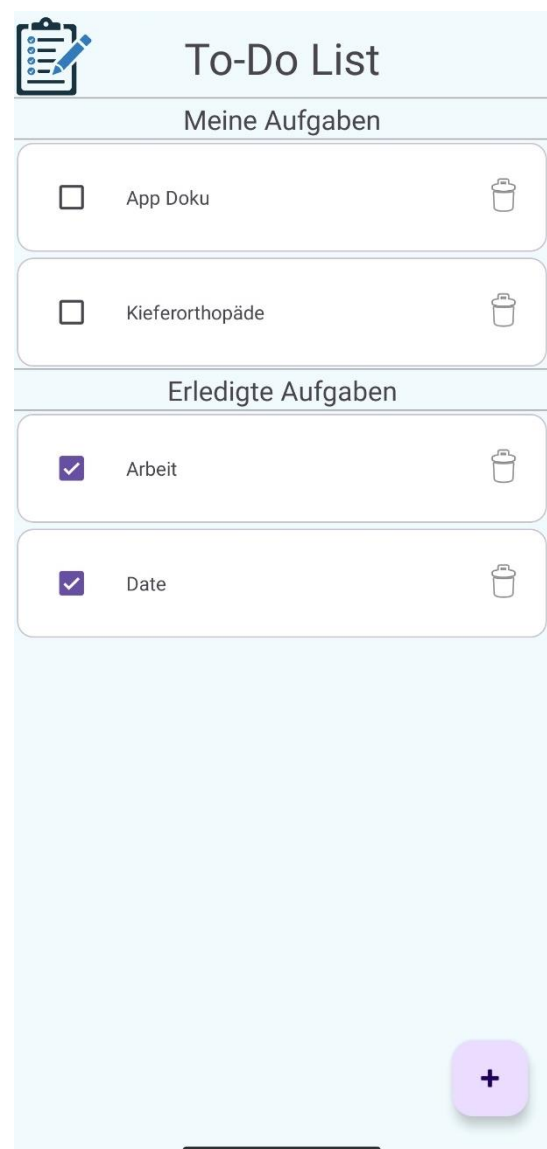 To-Do List
Meine Aufgaben
App Doku
Kieferorthopäde
Erledigte Aufgaben
Arbeit
Date
+